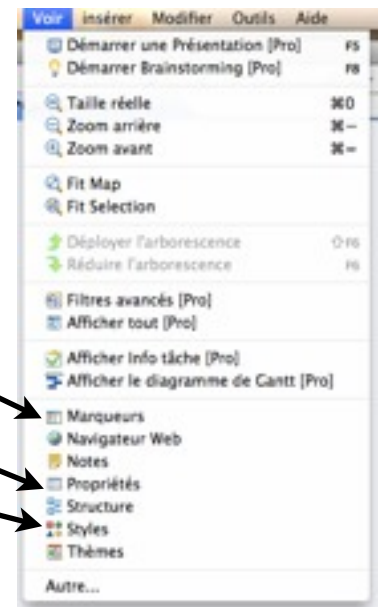 Voir insérer Modifier Outils Aide
Démarrer une Présentation [Pro] F5
Démarrer Brainstorming [Pro] F8
Taille réelle ⌘0
Zoom arrière ⌘–
Zoom avant ⌘=
Fit Map
Fit Selection
Déployer l'arborescence ⇧F6
Réduire l'arborescence F6
Filtres avancés [Pro]
Afficher tout [Pro]
Afficher Info tâche [Pro]
Afficher le diagramme de Gantt [Pro]
Marqueurs
Navigateur Web
Notes
Propriétés
Structure
Styles
Thèmes
Autre...